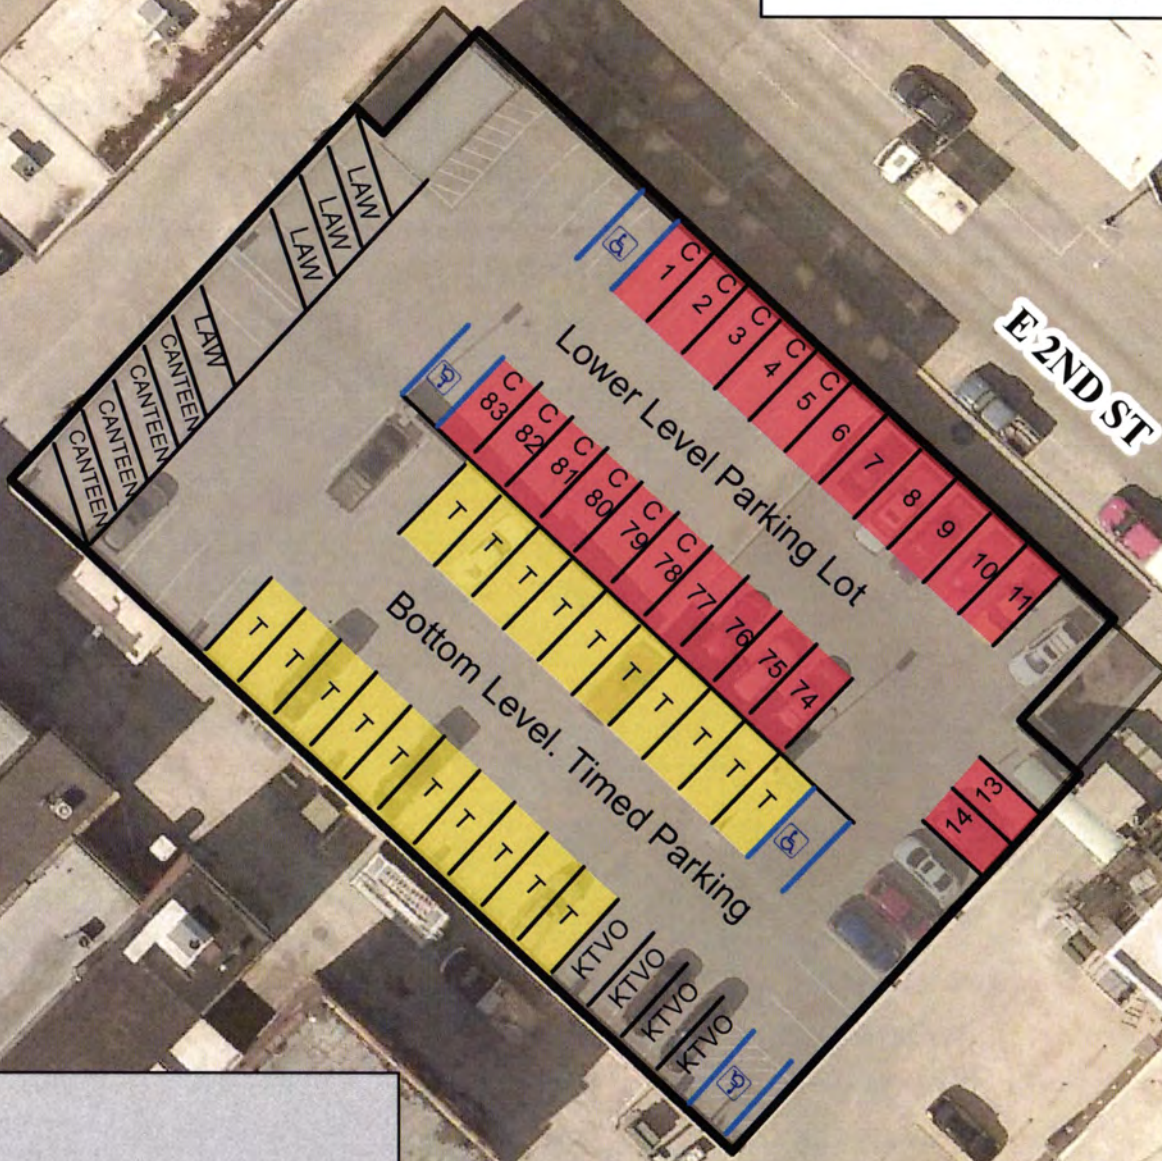 E 2ND ST
LAW
LAW
LAW
LAW
CANTEEN
CANTEEN
CANTEEN
CANTEEN
C 1
C 2
C 3
C 4
C 5
6
7
8
9
10
11
Lower Level Parking Lot
C 83
C 82
C 81
C 80
C 79
C 78
77
76
75
74
13
14
T
T
T
T
T
T
T
T
T
T
Bottom Level. Timed Parking
T
T
T
T
T
T
T
T
T
T
KTVO
KTVO
KTVO
KTVO